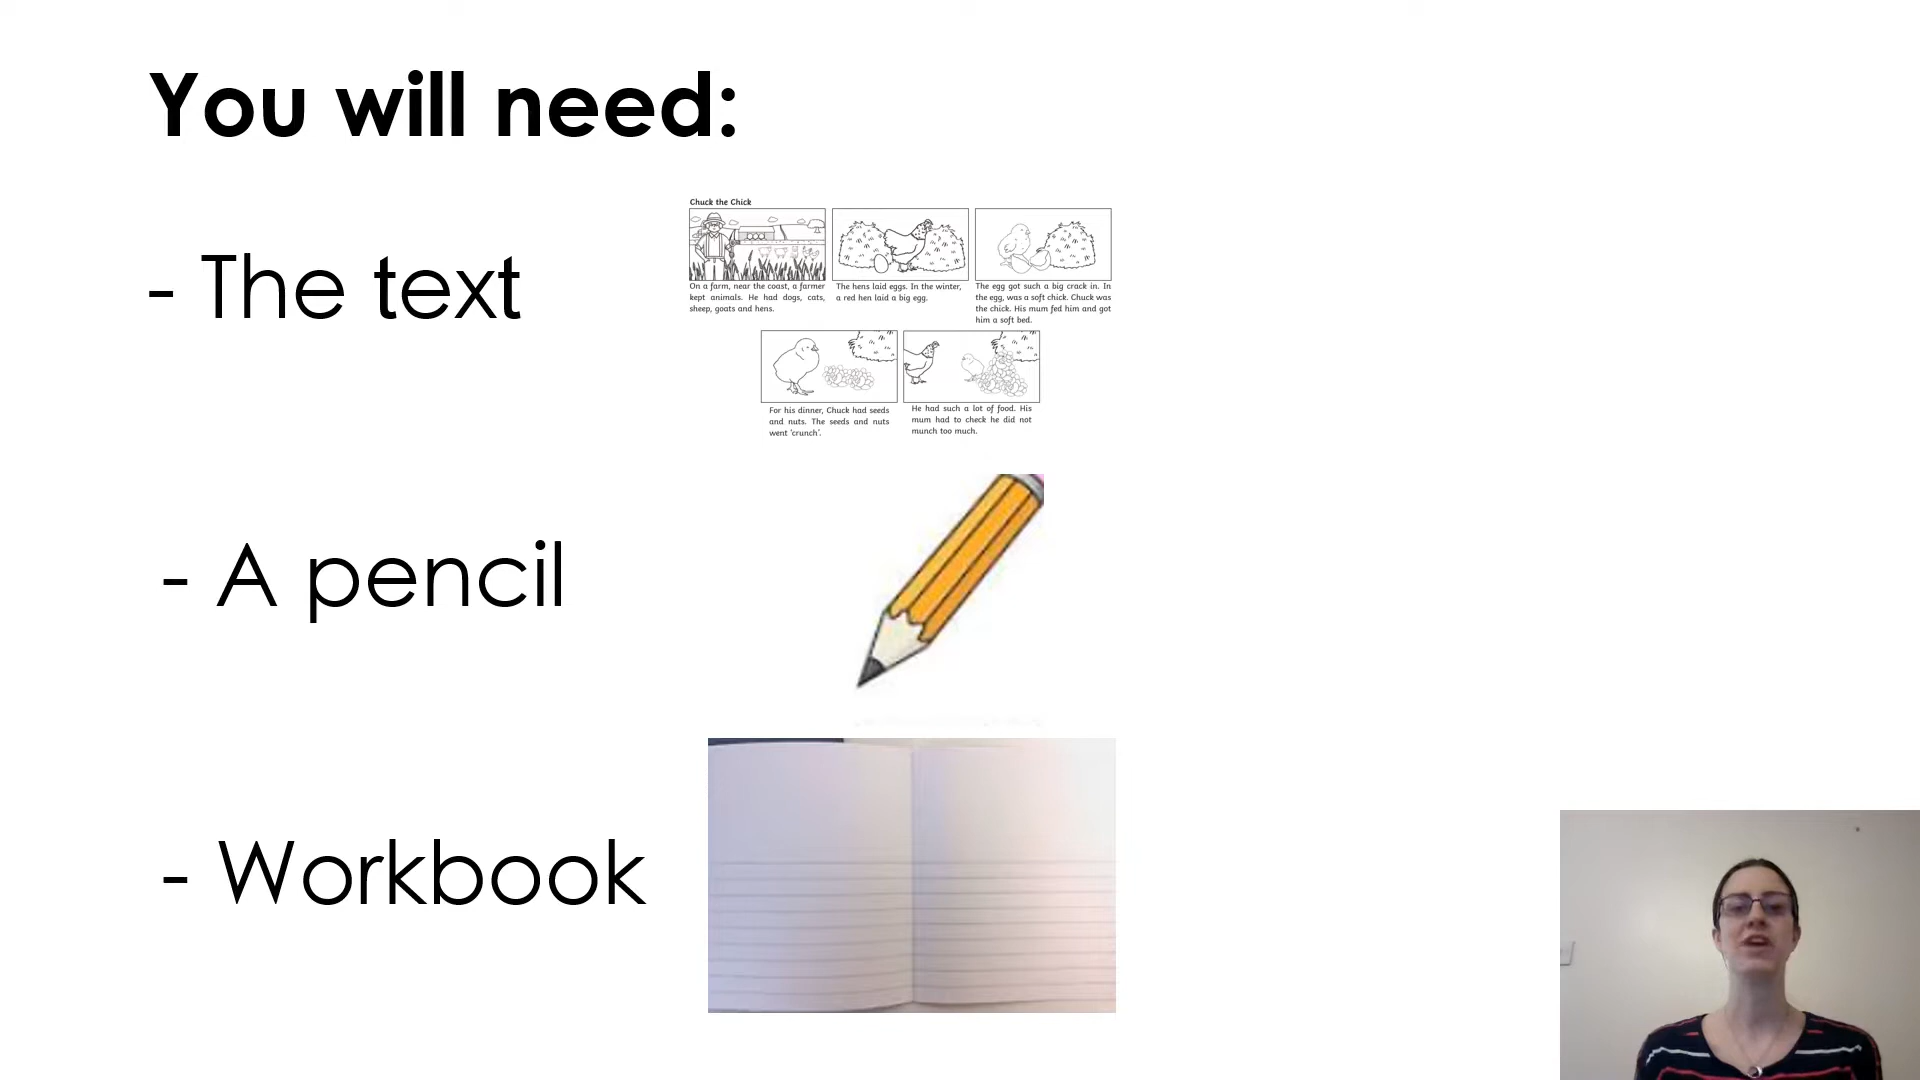 You will need:
- The text
Chuck the Chick
On a farm, near the coast, a farmer
kept animals. He had dogs, cats,
sheep, goats and hens.
The hens laid eggs. In the winter,
a red hen laid a big egg.
The egg got such a big crack in. In
the egg, was a soft chick. Chuck was
the chick. His mum fed him and got
him a soft bed.
For his dinner, Chuck had seeds
and nuts. The seeds and nuts
went 'crunch'.
He had such a lot of food. His
mum had to check he did not
munch too much.
- A pencil
- Workbook